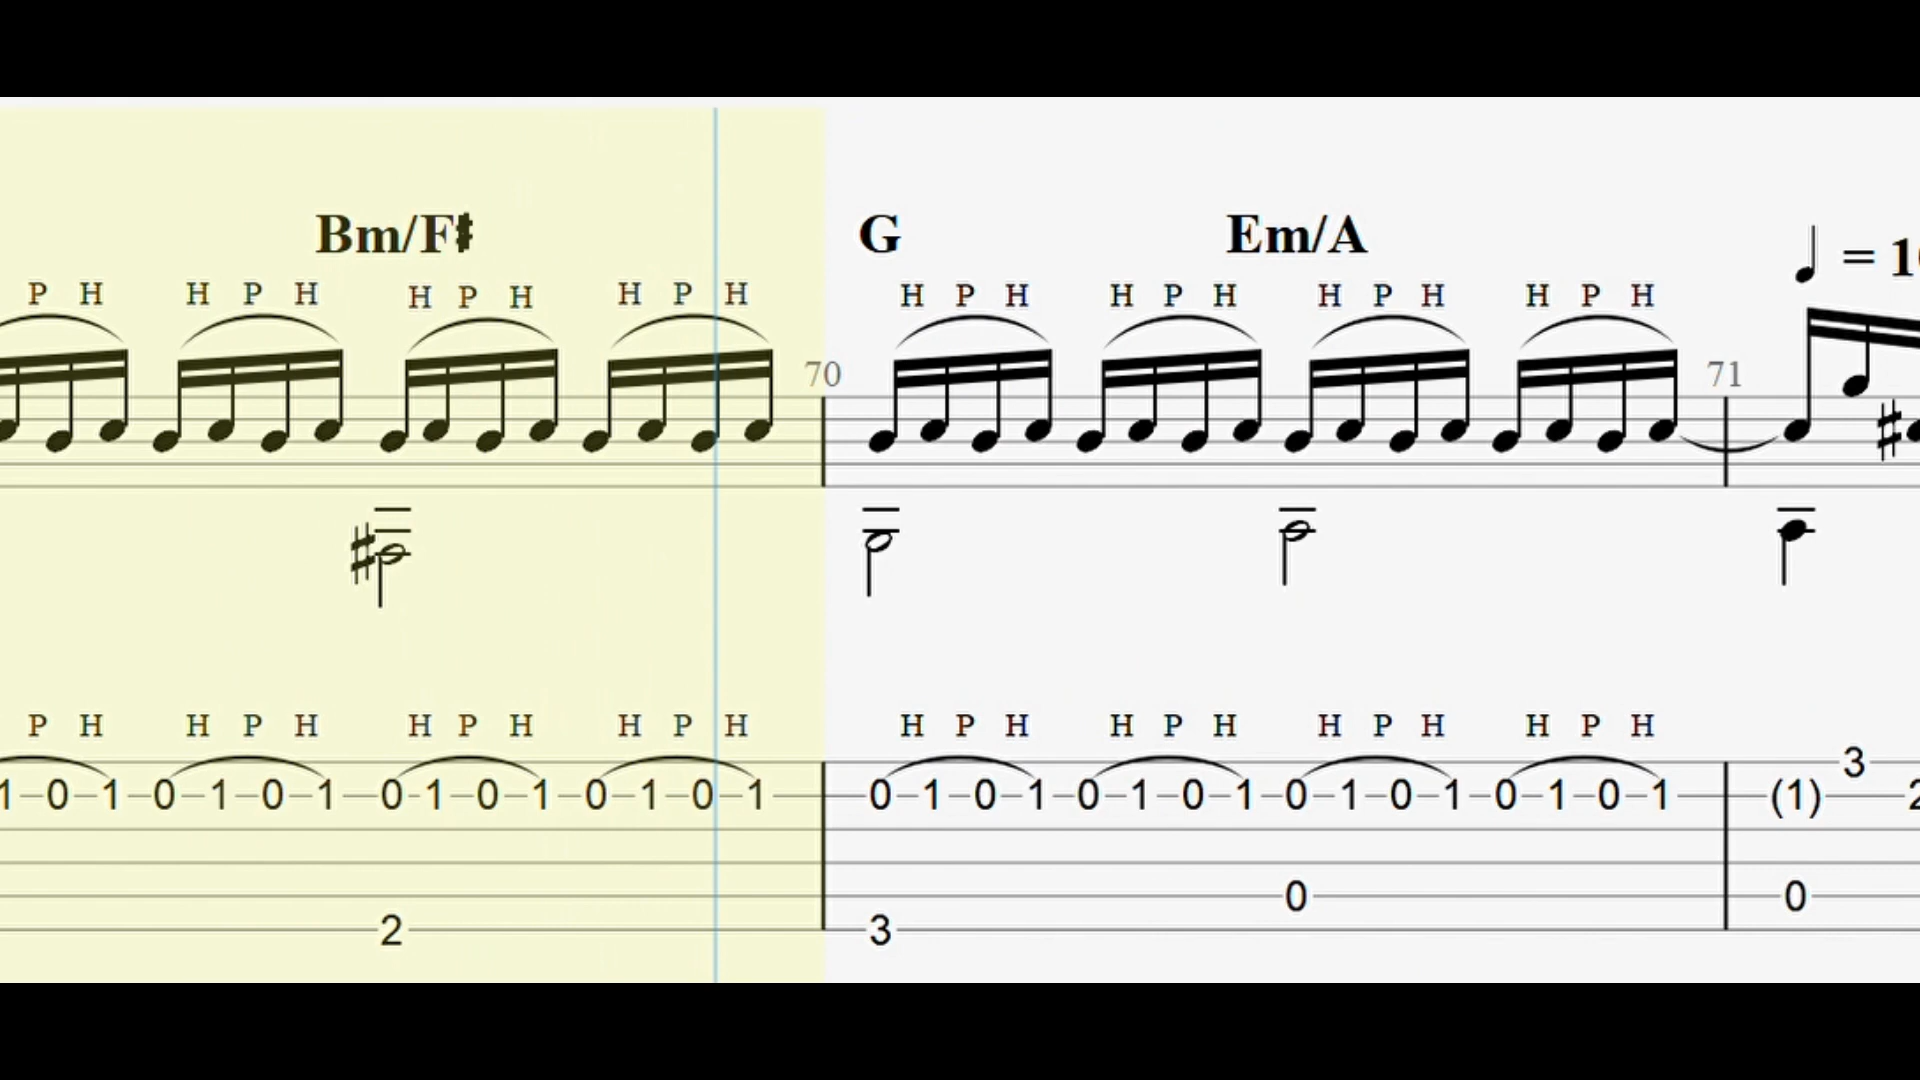 Bm/F♯ G Em/A
♩ = 10
P H H P H H P H H P H H P H H P H H P H H P H
70 71
P H H P H H P H H P H H P H H P H H P H H P H
3
1 0 1 0 1 0 1 0 1 0 1 0 1 0 1 0 1 0 1 0 1 0 1 0 1 0 1 0 1 0 1 (1) 2
0 0
2 3